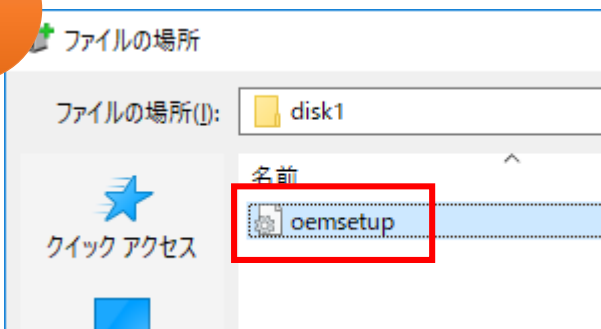 ファイルの場所
ファイルの場所(I):
disk1
名前
oemsetup
クイック アクセス